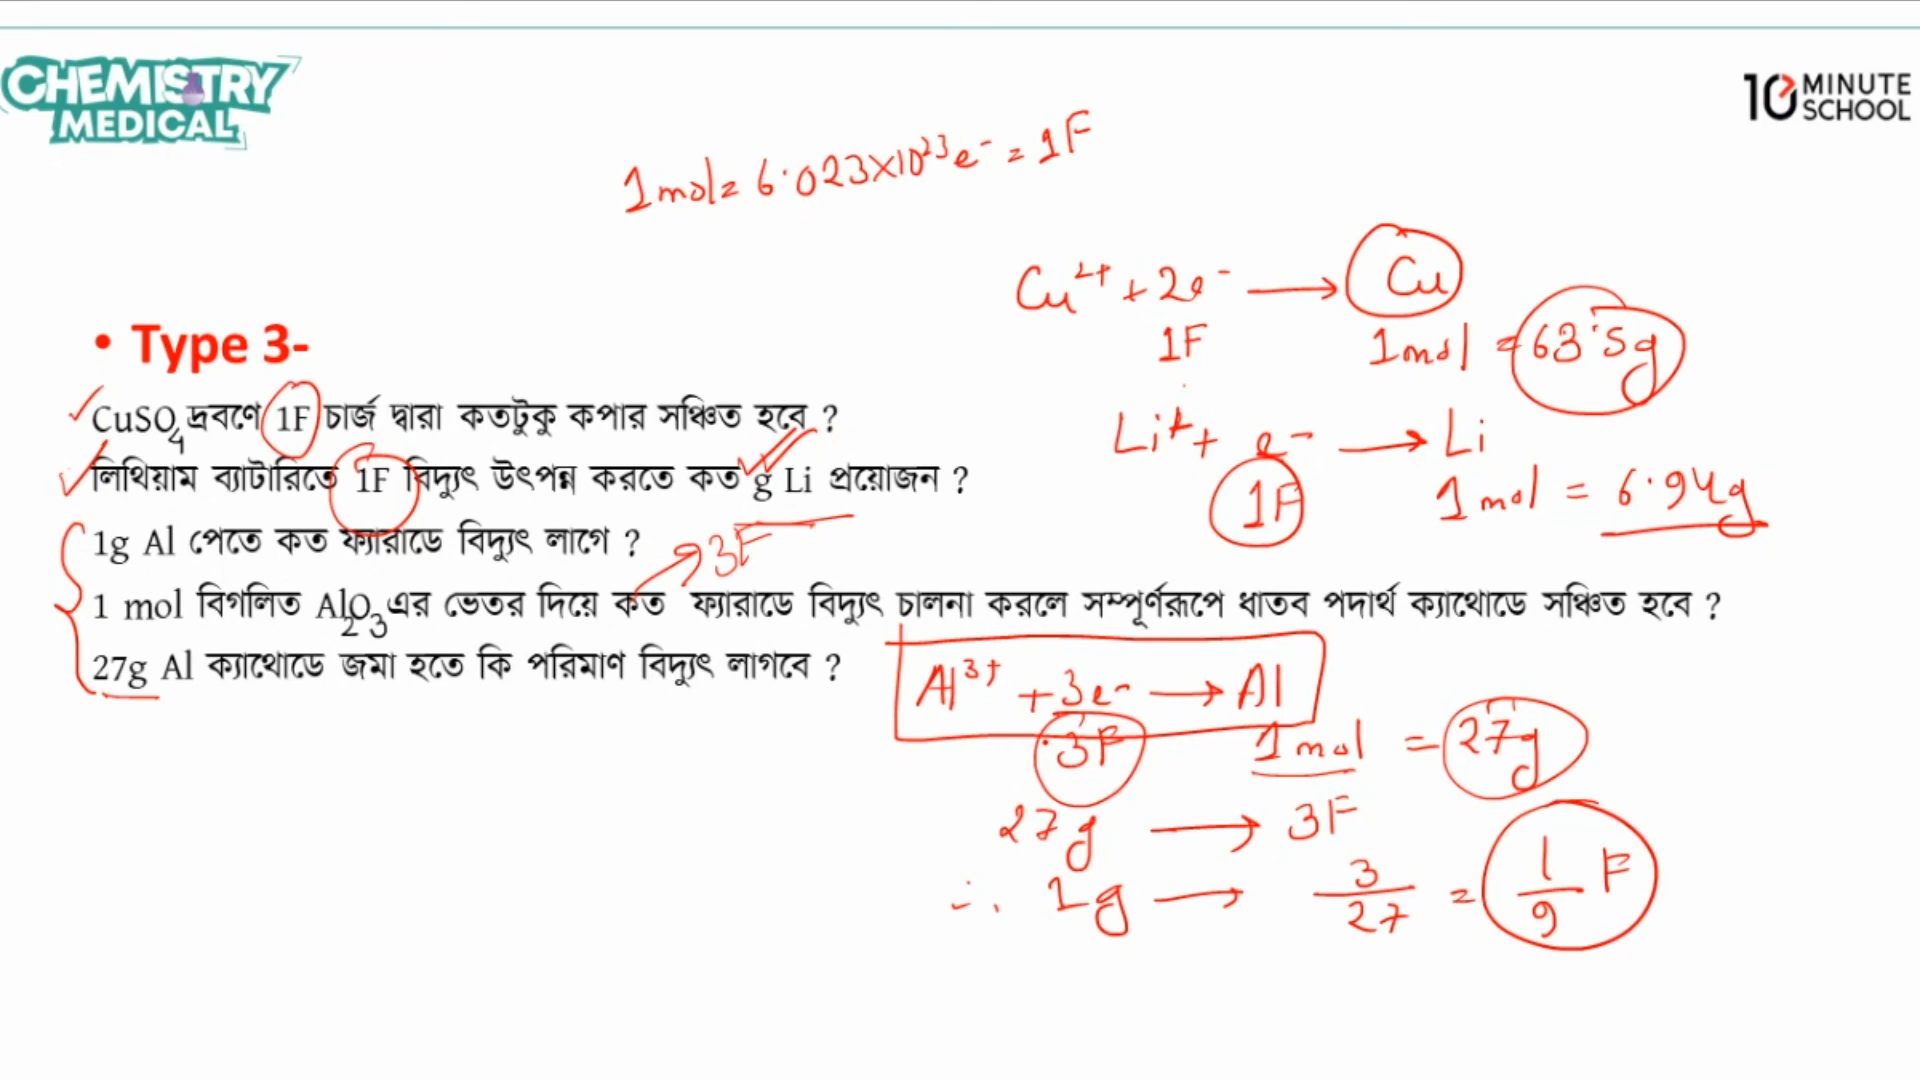 CHEMISTRY
MEDICAL
10 MINUTE
SCHOOL
1 mol = 6.023×10²³ e⁻ = 1F
Cu²⁺ + 2e⁻ → Cu
1F 1 mol = 63.5g
• Type 3-
CuSO₄ দ্রবণে 1F চার্জ দ্বারা কতটুকু কপার সঞ্চিত হবে ?
Li⁺ + e⁻ → Li
লিথিয়াম ব্যাটারিতে 1F বিদ্যুৎ উৎপন্ন করতে কত g Li প্রয়োজন ?
1F 1 mol = 6.94g
1g Al পেতে কত ফ্যারাডে বিদ্যুৎ লাগে ?
3F
1 mol বিগলিত Al₂O₃এর ভেতর দিয়ে কত ফ্যারাডে বিদ্যুৎ চালনা করলে সম্পূর্ণরূপে ধাতব পদার্থ ক্যাথোডে সঞ্চিত হবে ?
27g Al ক্যাথোডে জমা হতে কি পরিমাণ বিদ্যুৎ লাগবে ?
Al³⁺ + 3e⁻ → Al
3F 1 mol = 27g
27g → 3F
∴ 1g → 3/27 = 1/9 F